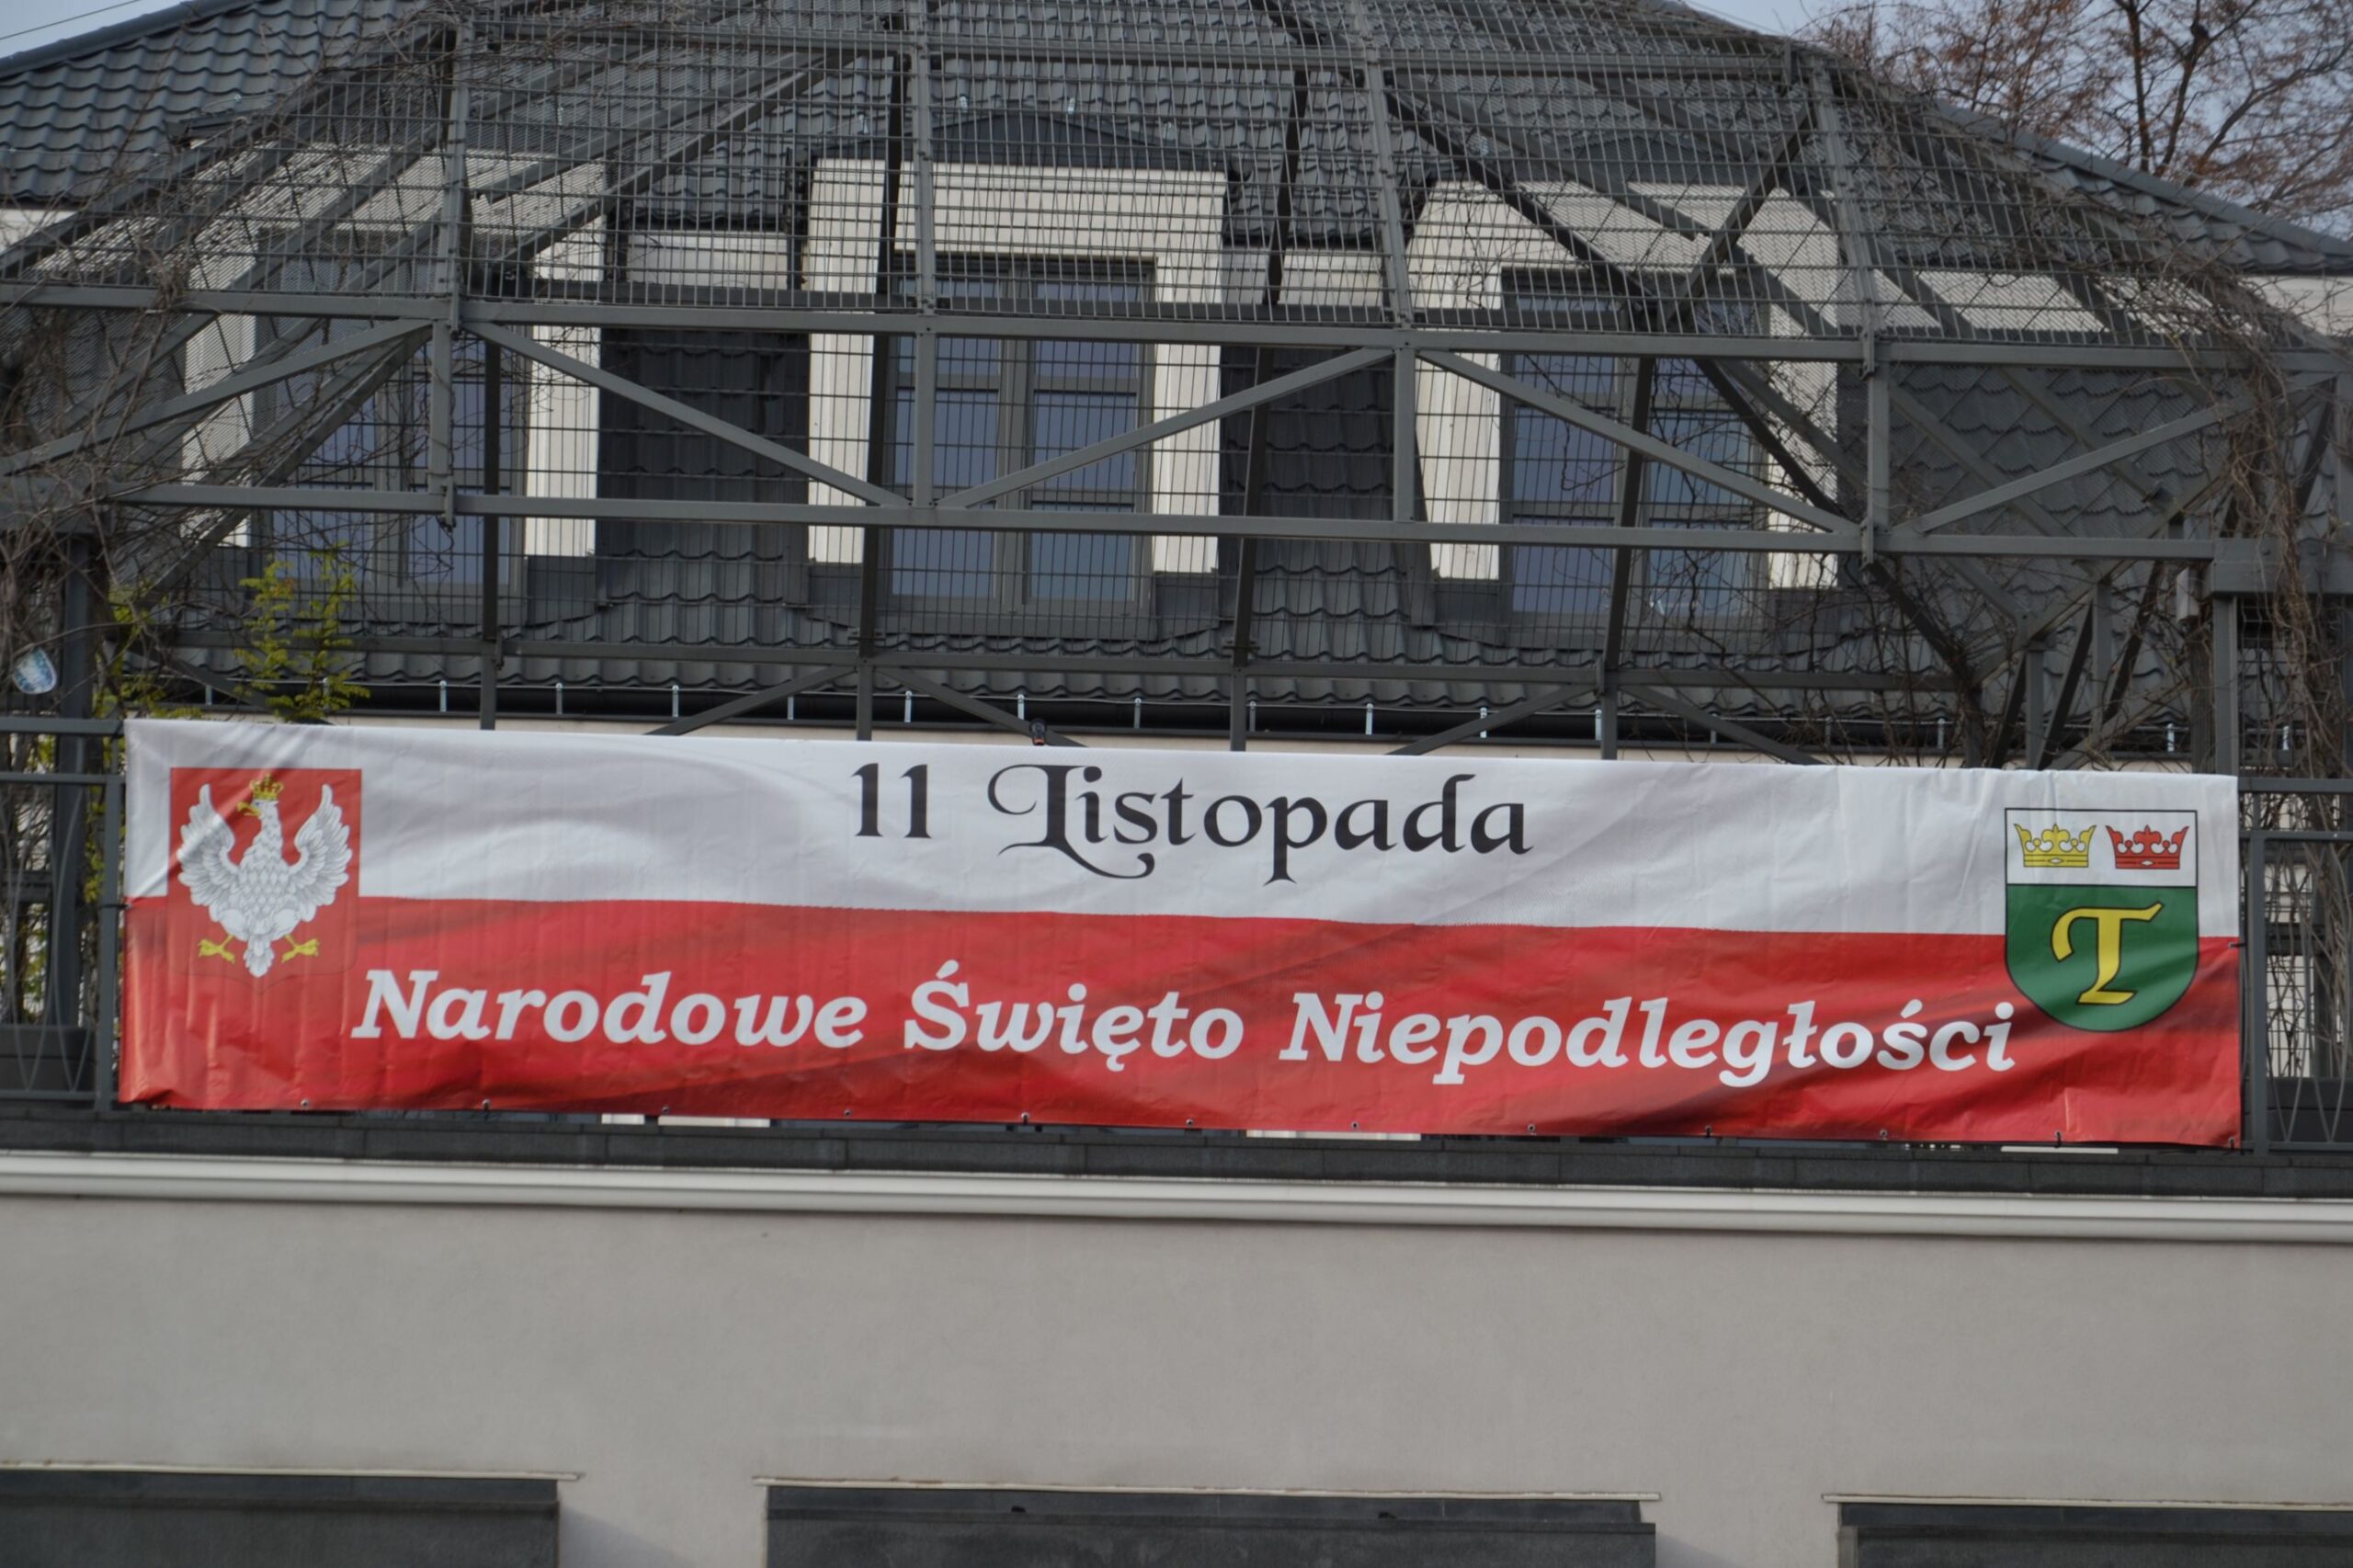 11 Listopada
T
Narodowe Święto Niepodległości